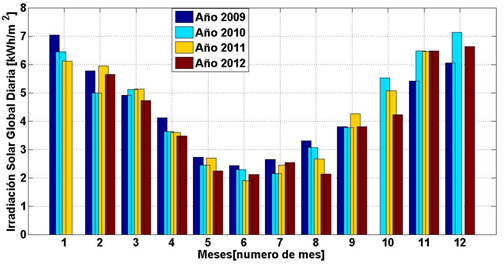 8
7
6
5
4
3
2
1
0
Irradiación Solar Global Diaria [kWh/m²]
Año 2009
Año 2010
Año 2011
Año 2012
1 2 3 4 5 6 7 8 9 10 11 12
Meses[numero de mes]